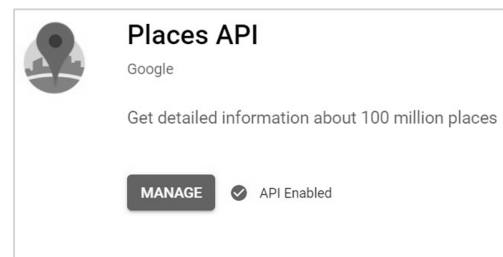 Places API
Google
Get detailed information about 100 million places
MANAGE API Enabled